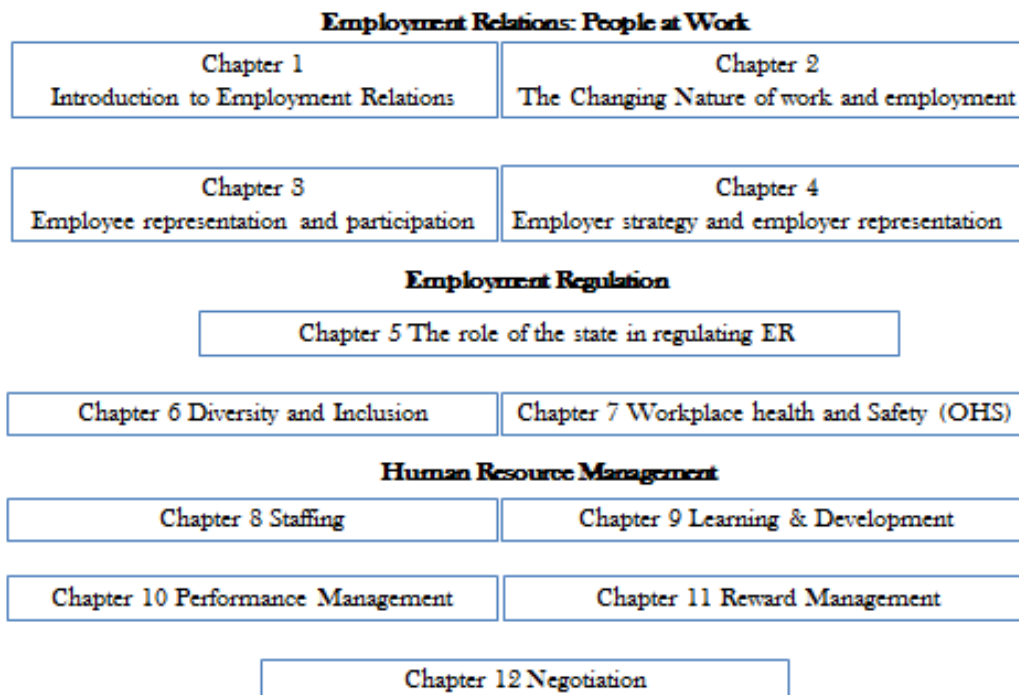 Employment Relations: People at Work
Chapter 1
Introduction to Employment Relations
Chapter 2
The Changing Nature of work and employment
Chapter 3
Employee representation and participation
Chapter 4
Employer strategy and employer representation
Employment Regulation
Chapter 5 The role of the state in regulating ER
Chapter 6 Diversity and Inclusion
Chapter 7 Workplace health and Safety (OHS)
Human Resource Management
Chapter 8 Staffing
Chapter 9 Learning & Development
Chapter 10 Performance Management
Chapter 11 Reward Management
Chapter 12 Negotiation